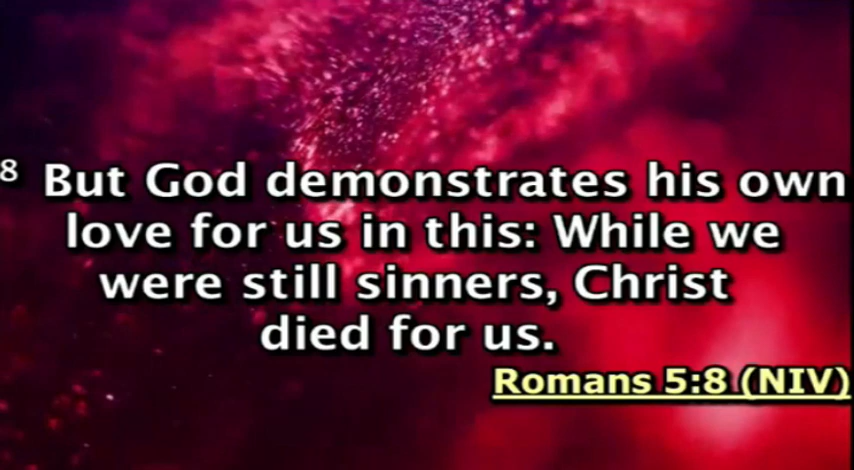 8 But God demonstrates his own
love for us in this: While we
were still sinners, Christ
died for us.
Romans 5:8 (NIV)